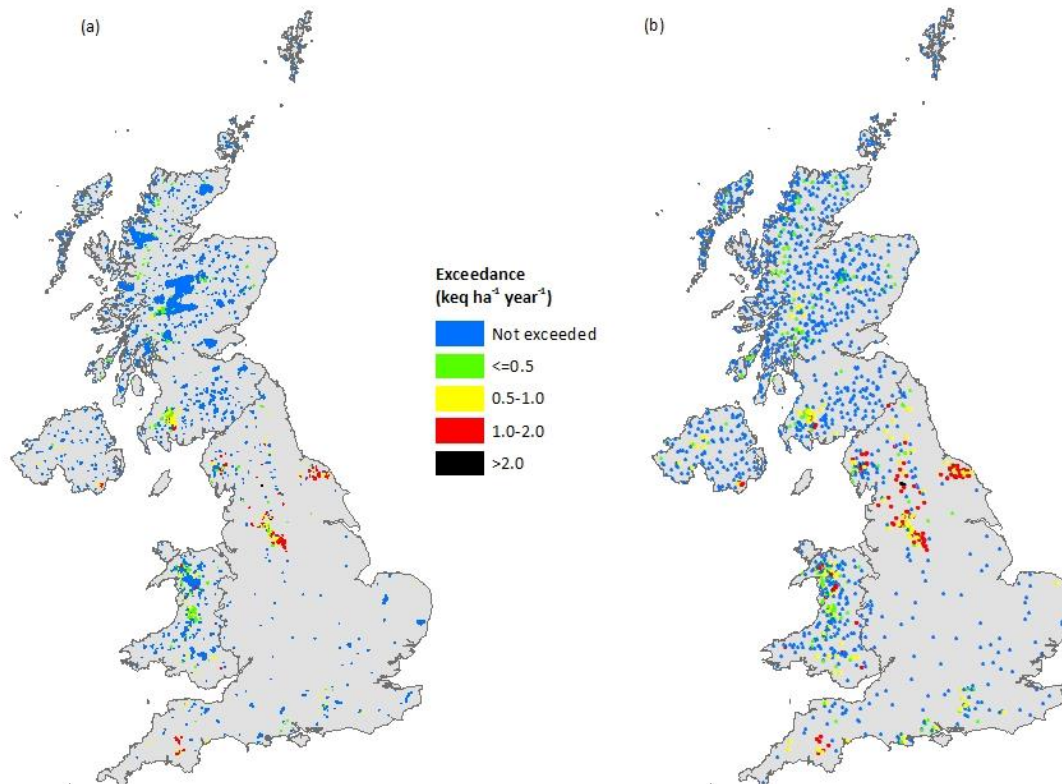 (a)
(b)
Exceedance
(keq ha⁻¹ year⁻¹)
Not exceeded
<=0.5
0.5-1.0
1.0-2.0
>2.0